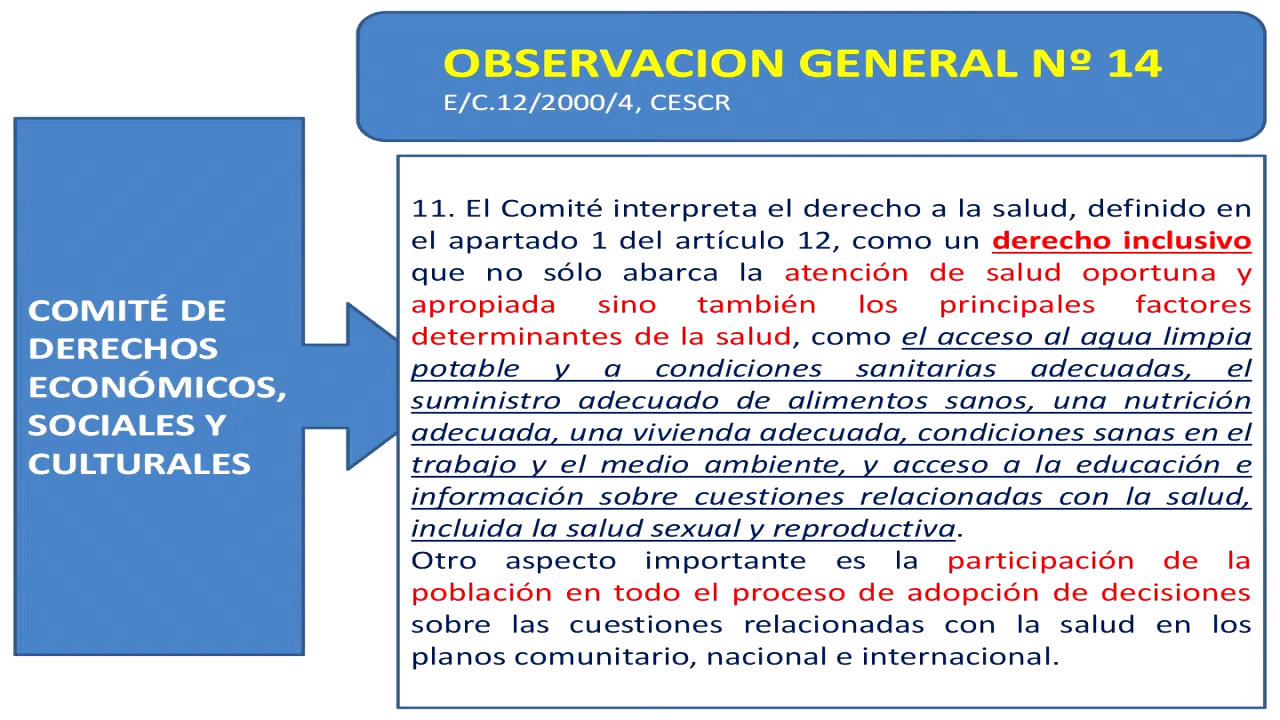 OBSERVACION GENERAL Nº 14
E/C.12/2000/4, CESCR
COMITÉ DE
DERECHOS
ECONÓMICOS,
SOCIALES Y
CULTURALES
11. El Comité interpreta el derecho a la salud, definido en
el apartado 1 del artículo 12, como un derecho inclusivo
que no sólo abarca la atención de salud oportuna y
apropiada sino también los principales factores
determinantes de la salud, como el acceso al agua limpia
potable y a condiciones sanitarias adecuadas, el
suministro adecuado de alimentos sanos, una nutrición
adecuada, una vivienda adecuada, condiciones sanas en el
trabajo y el medio ambiente, y acceso a la educación e
información sobre cuestiones relacionadas con la salud,
incluida la salud sexual y reproductiva.
Otro aspecto importante es la participación de la
población en todo el proceso de adopción de decisiones
sobre las cuestiones relacionadas con la salud en los
planos comunitario, nacional e internacional.